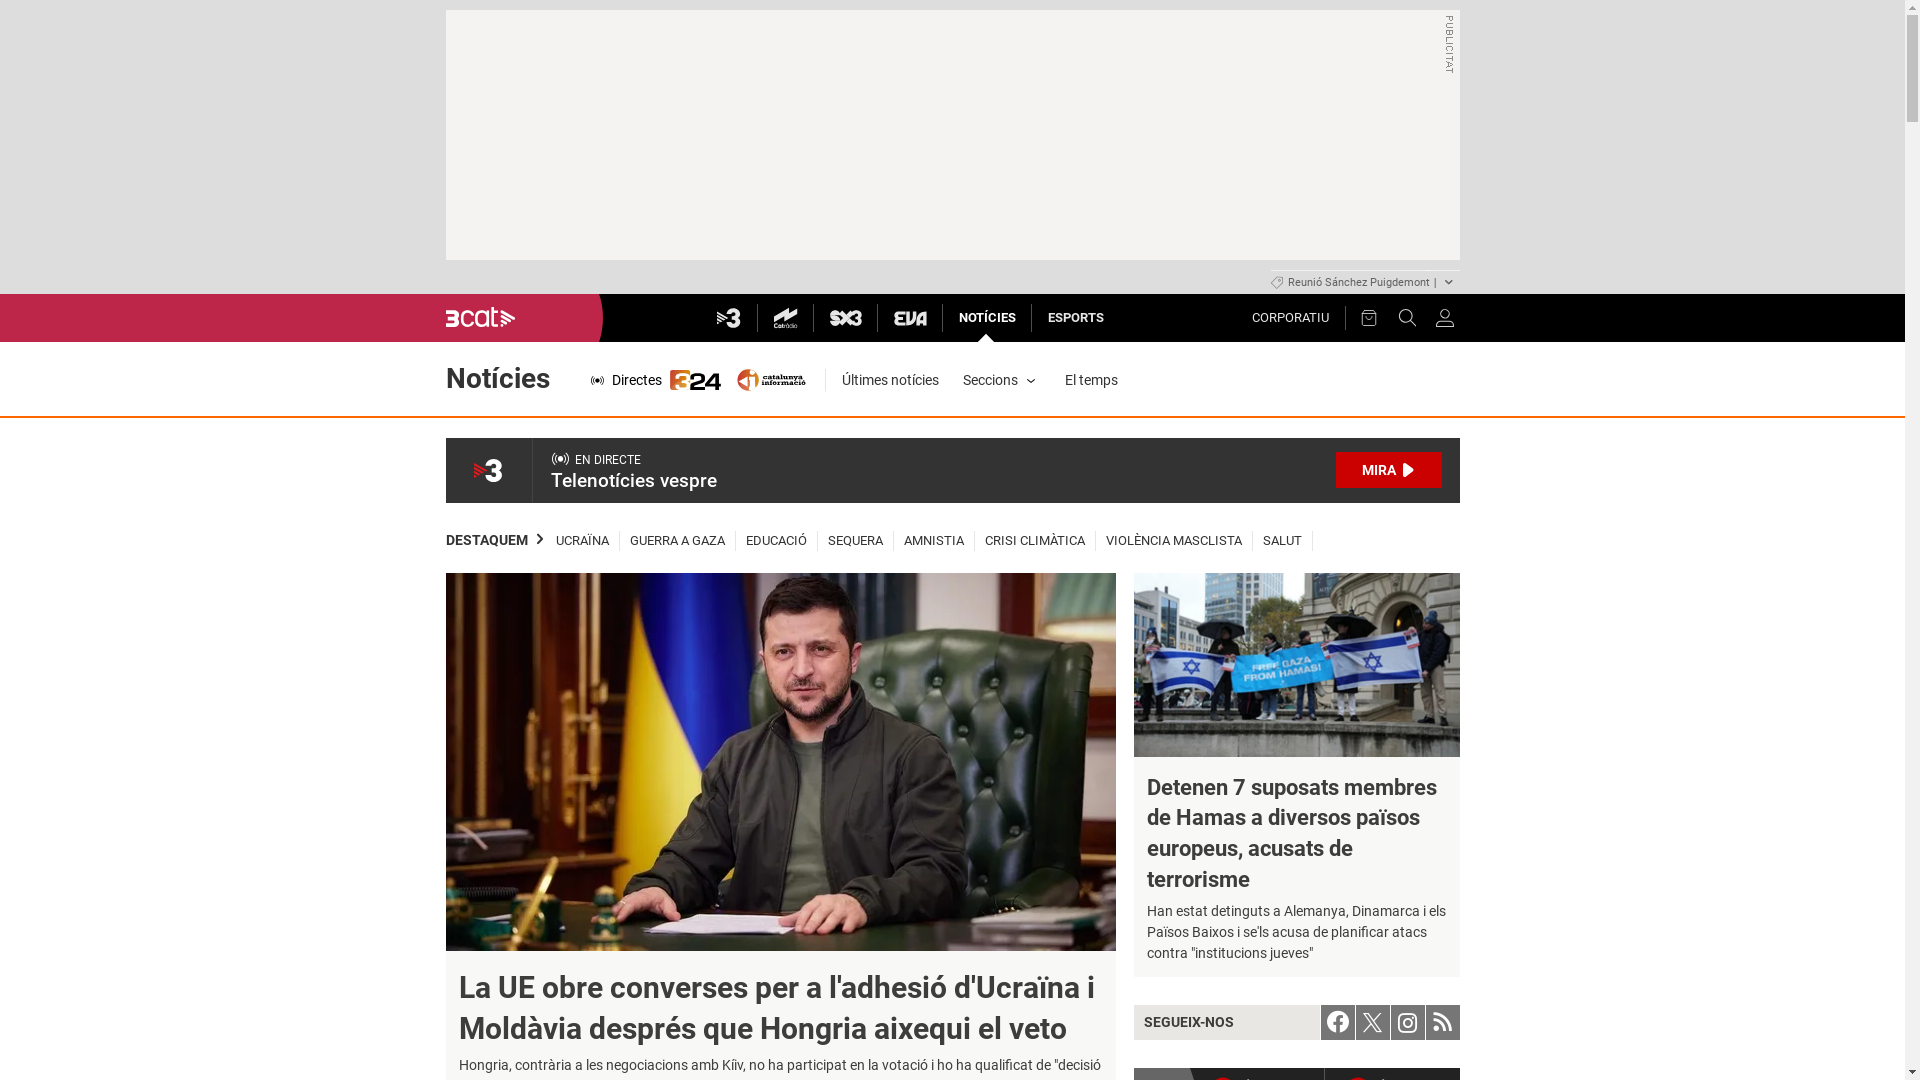 PUBLICITAT
Reunió Sánchez Puigdemont |
3cat
3
Catràdio
SX3
EVA
NOTÍCIES
ESPORTS
CORPORATIU
Notícies
Directes
324
catalunya
informació
Últimes notícies
Seccions
El temps
3
EN DIRECTE
Telenotícies vespre
MIRA
DESTAQUEM
UCRAÏNA
GUERRA A GAZA
EDUCACIÓ
SEQUERA
AMNISTIA
CRISI CLIMÀTICA
VIOLÈNCIA MASCLISTA
SALUT
FREE GAZA
FROM HAMAS!
Detenen 7 suposats membres
de Hamas a diversos països
europeus, acusats de
terrorisme
Han estat detinguts a Alemanya, Dinamarca i els
Països Baixos i se'ls acusa de planificar atacs
contra "institucions jueves"
La UE obre converses per a l'adhesió d'Ucraïna i
Moldàvia després que Hongria aixequi el veto
Hongria, contrària a les negociacions amb Kíiv, no ha participat en la votació i ho ha qualificat de "decisió
SEGUEIX-NOS